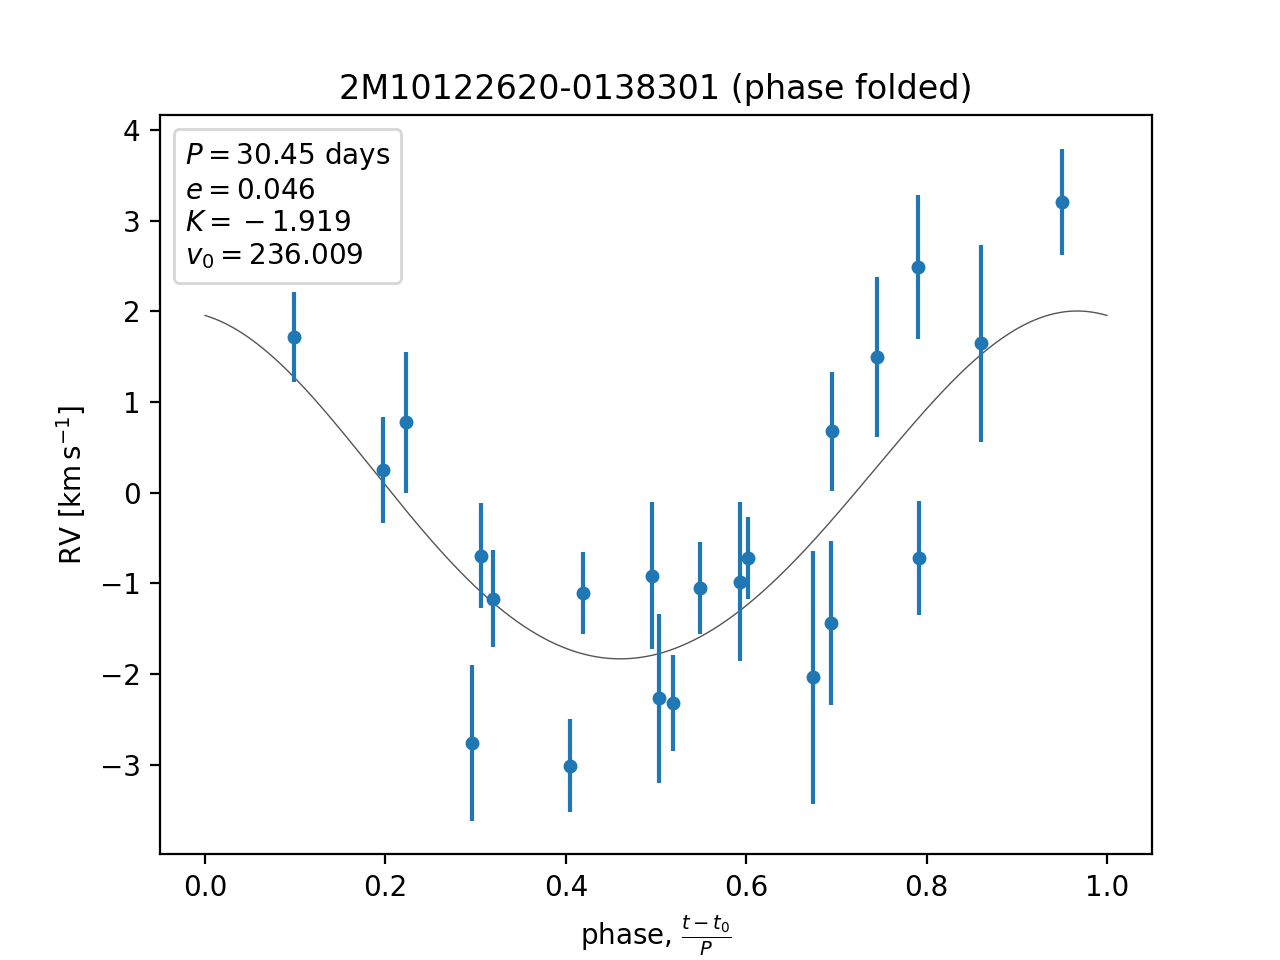 2M10122620-0138301 (phase folded)
P = 30.45 days
e = 0.046
K = −1.919
v₀ = 236.009
4
3
2
1
0
−1
−2
−3
RV [km s⁻¹]
0.0 0.2 0.4 0.6 0.8 1.0
phase, (t − t₀)/P